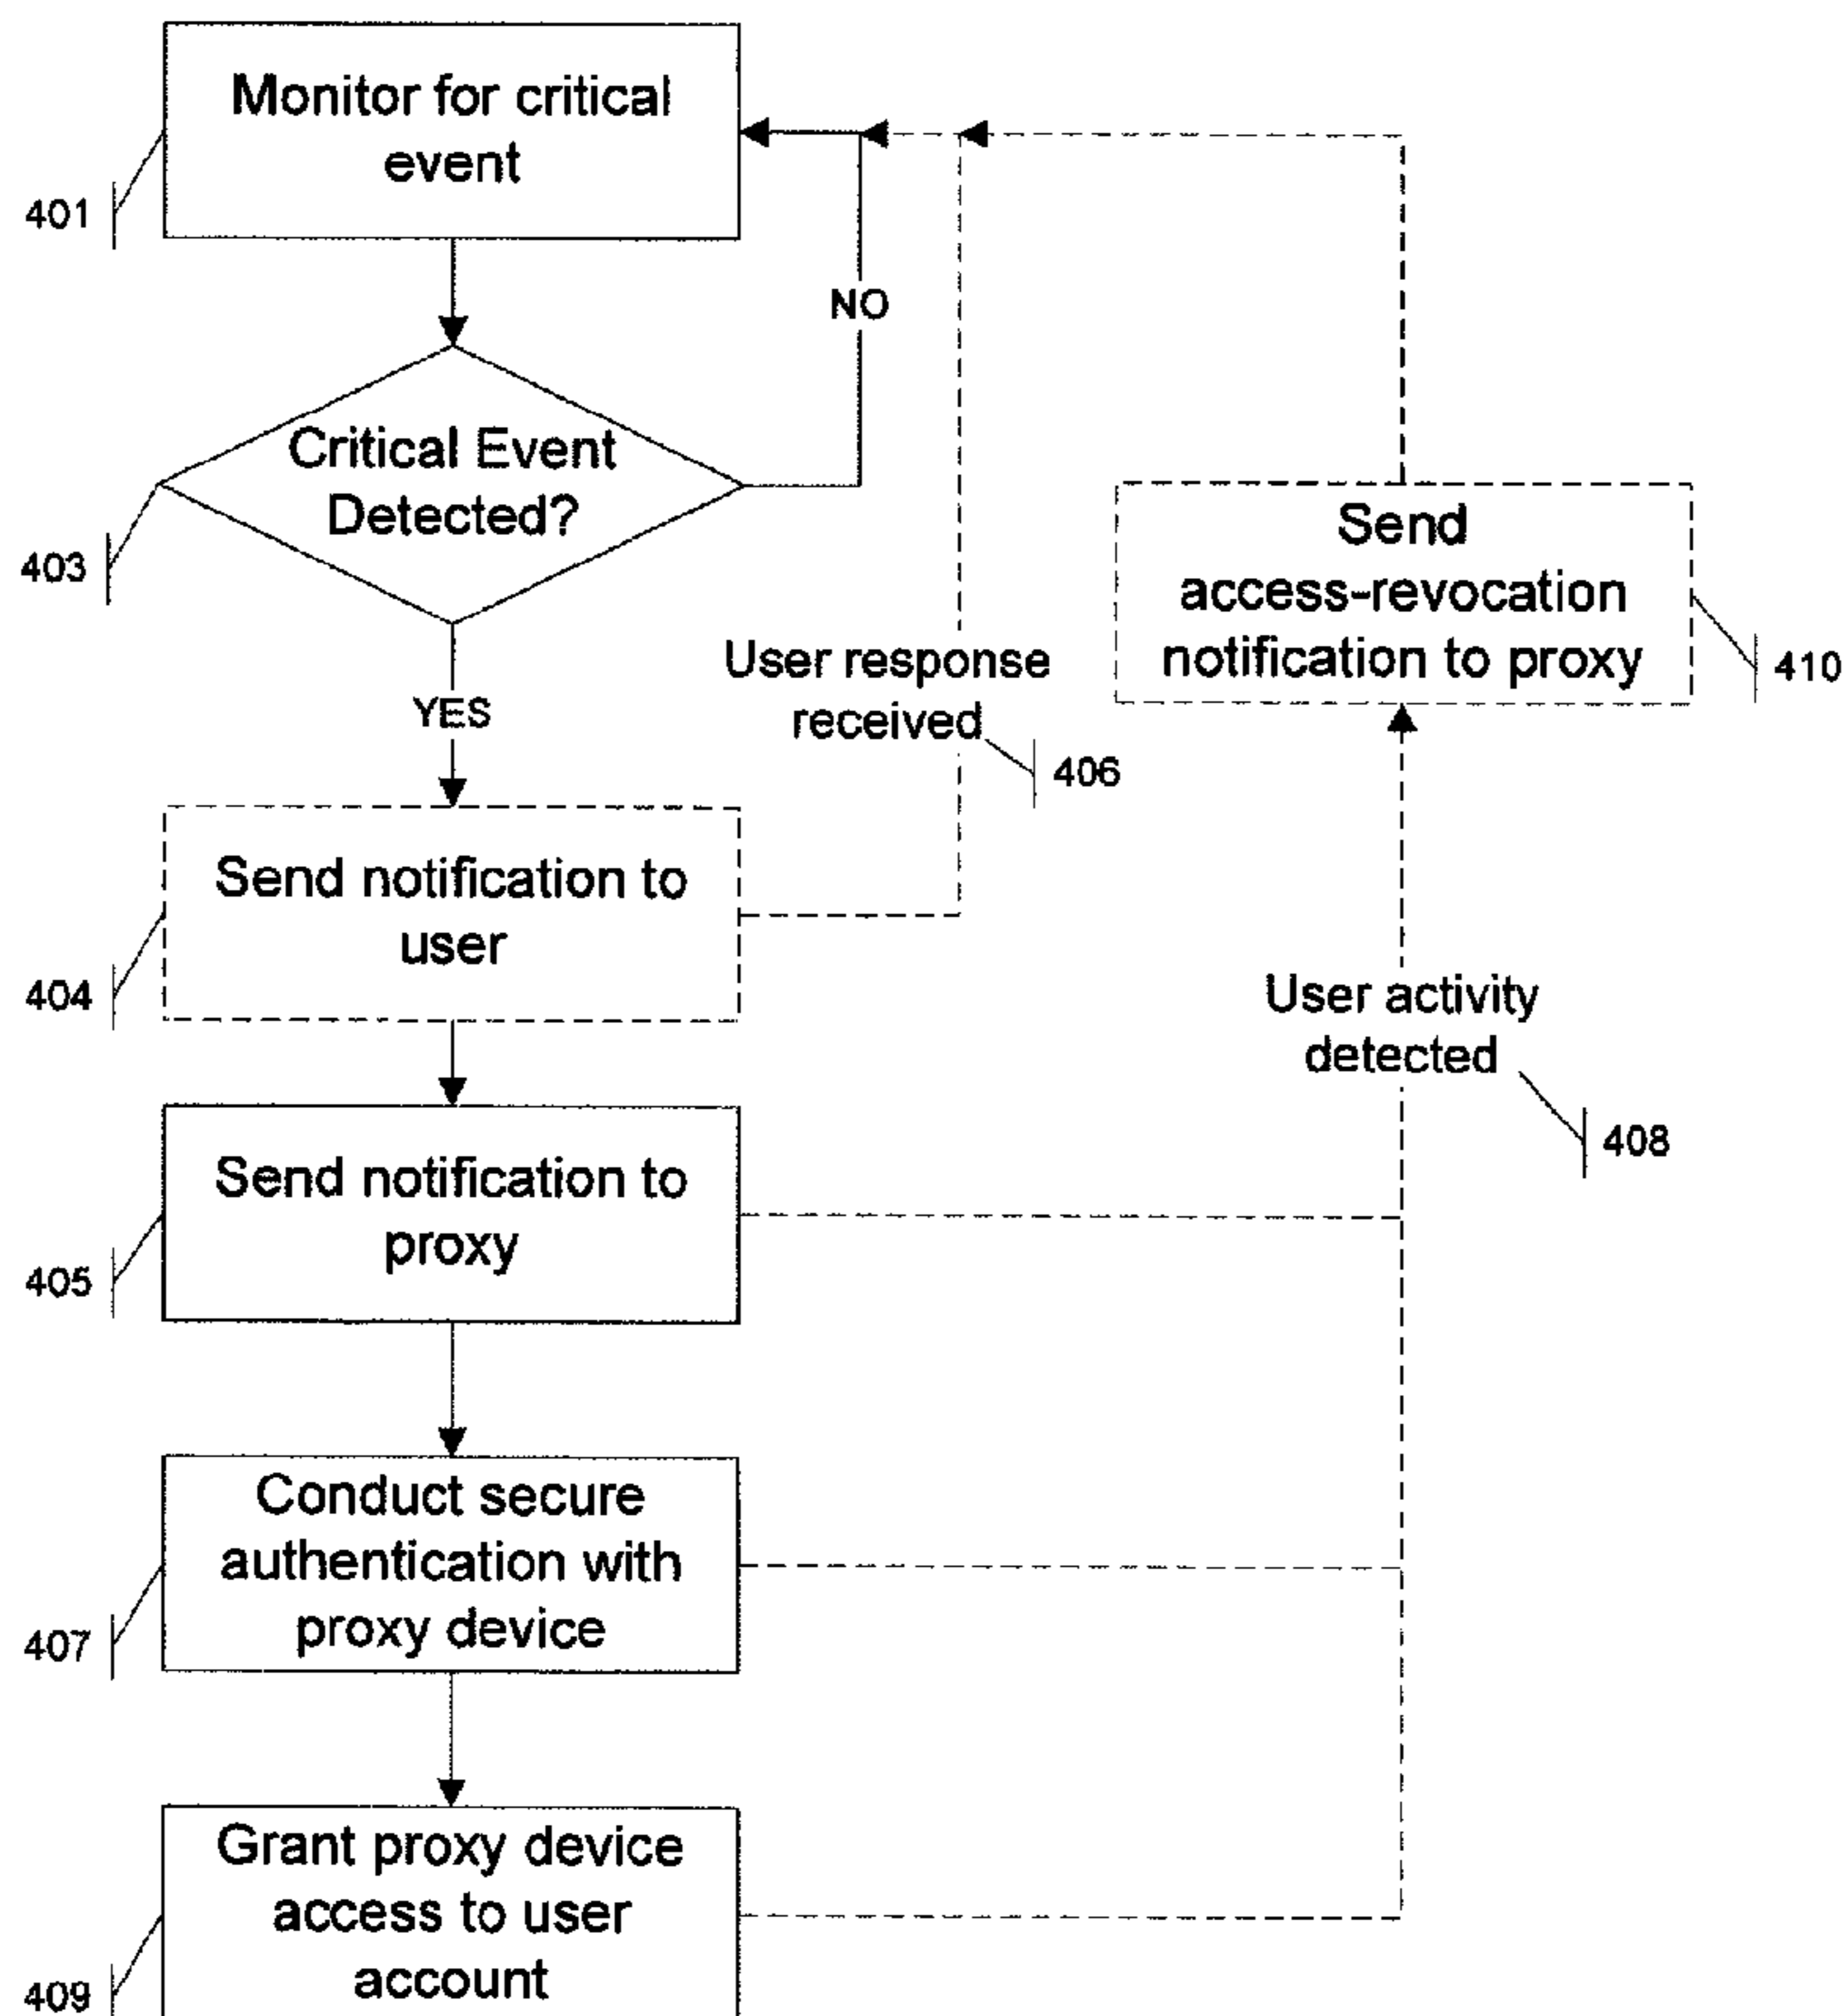 Monitor for critical
event
401
NO
Critical Event
Detected?
403
Send
access-revocation
notification to proxy
410
YES
User response
received
406
Send notification to
user
404
User activity
detected
408
Send notification to
proxy
405
Conduct secure
authentication with
proxy device
407
Grant proxy device
access to user
account
409